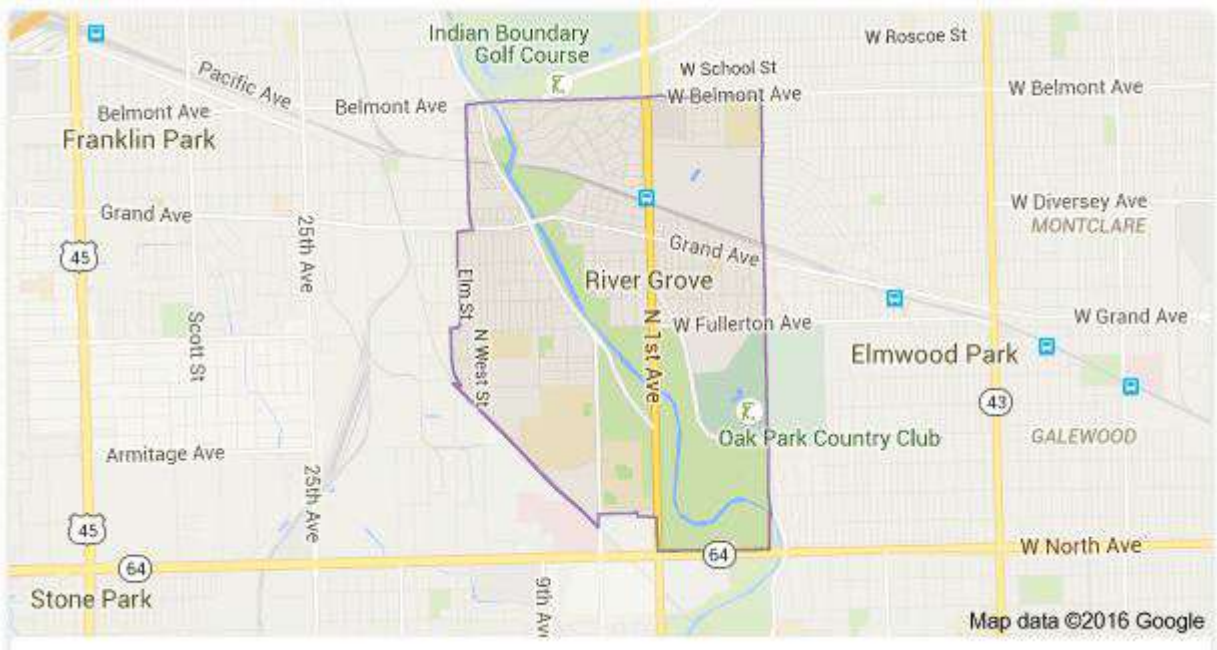 Indian Boundary
Golf Course
W Roscoe St
W School St
Pacific Ave
Belmont Ave
Belmont Ave
W Belmont Ave
W Belmont Ave
Franklin Park
Grand Ave
25th Ave
W Diversey Ave
MONTCLARE
45
Grand Ave
River Grove
Elm St
N West St
N 1st Ave
W Fullerton Ave
W Grand Ave
Scott St
Elmwood Park
43
Oak Park Country Club
GALEWOOD
Armitage Ave
25th Ave
45
64
64
W North Ave
Stone Park
9th Av
Map data ©2016 Google